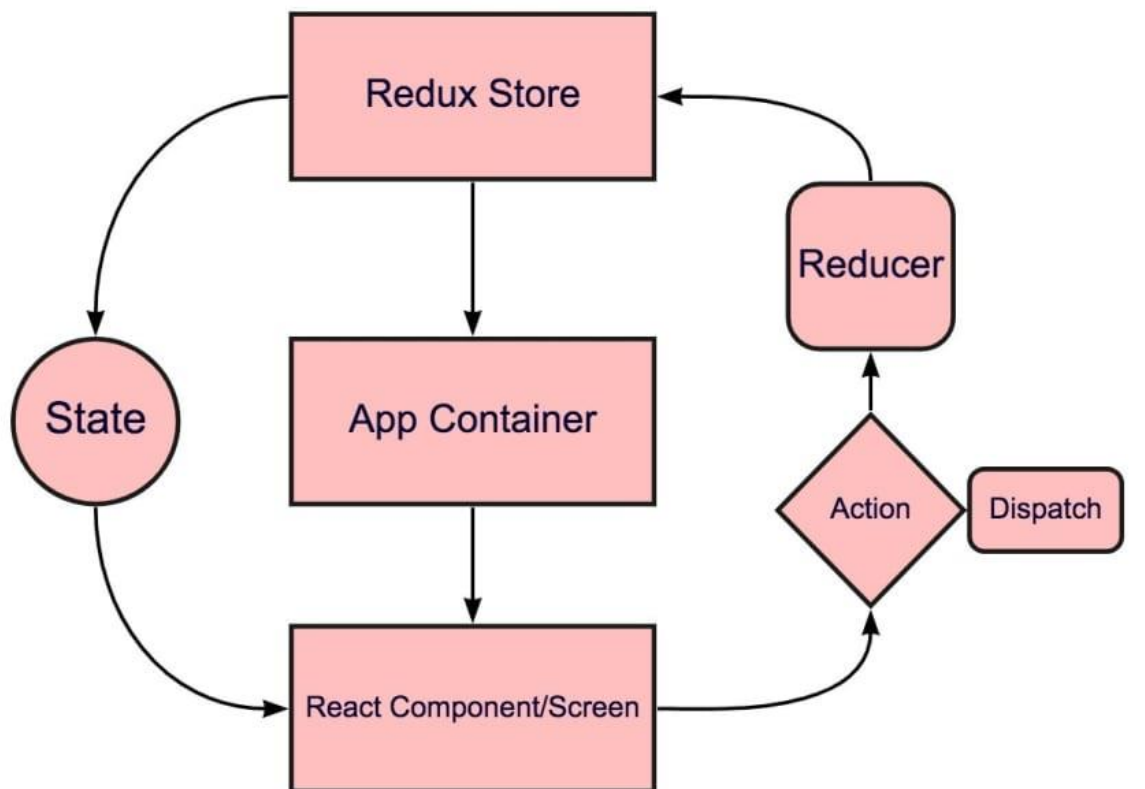 Redux Store
Reducer
State
App Container
Action
Dispatch
React Component/Screen